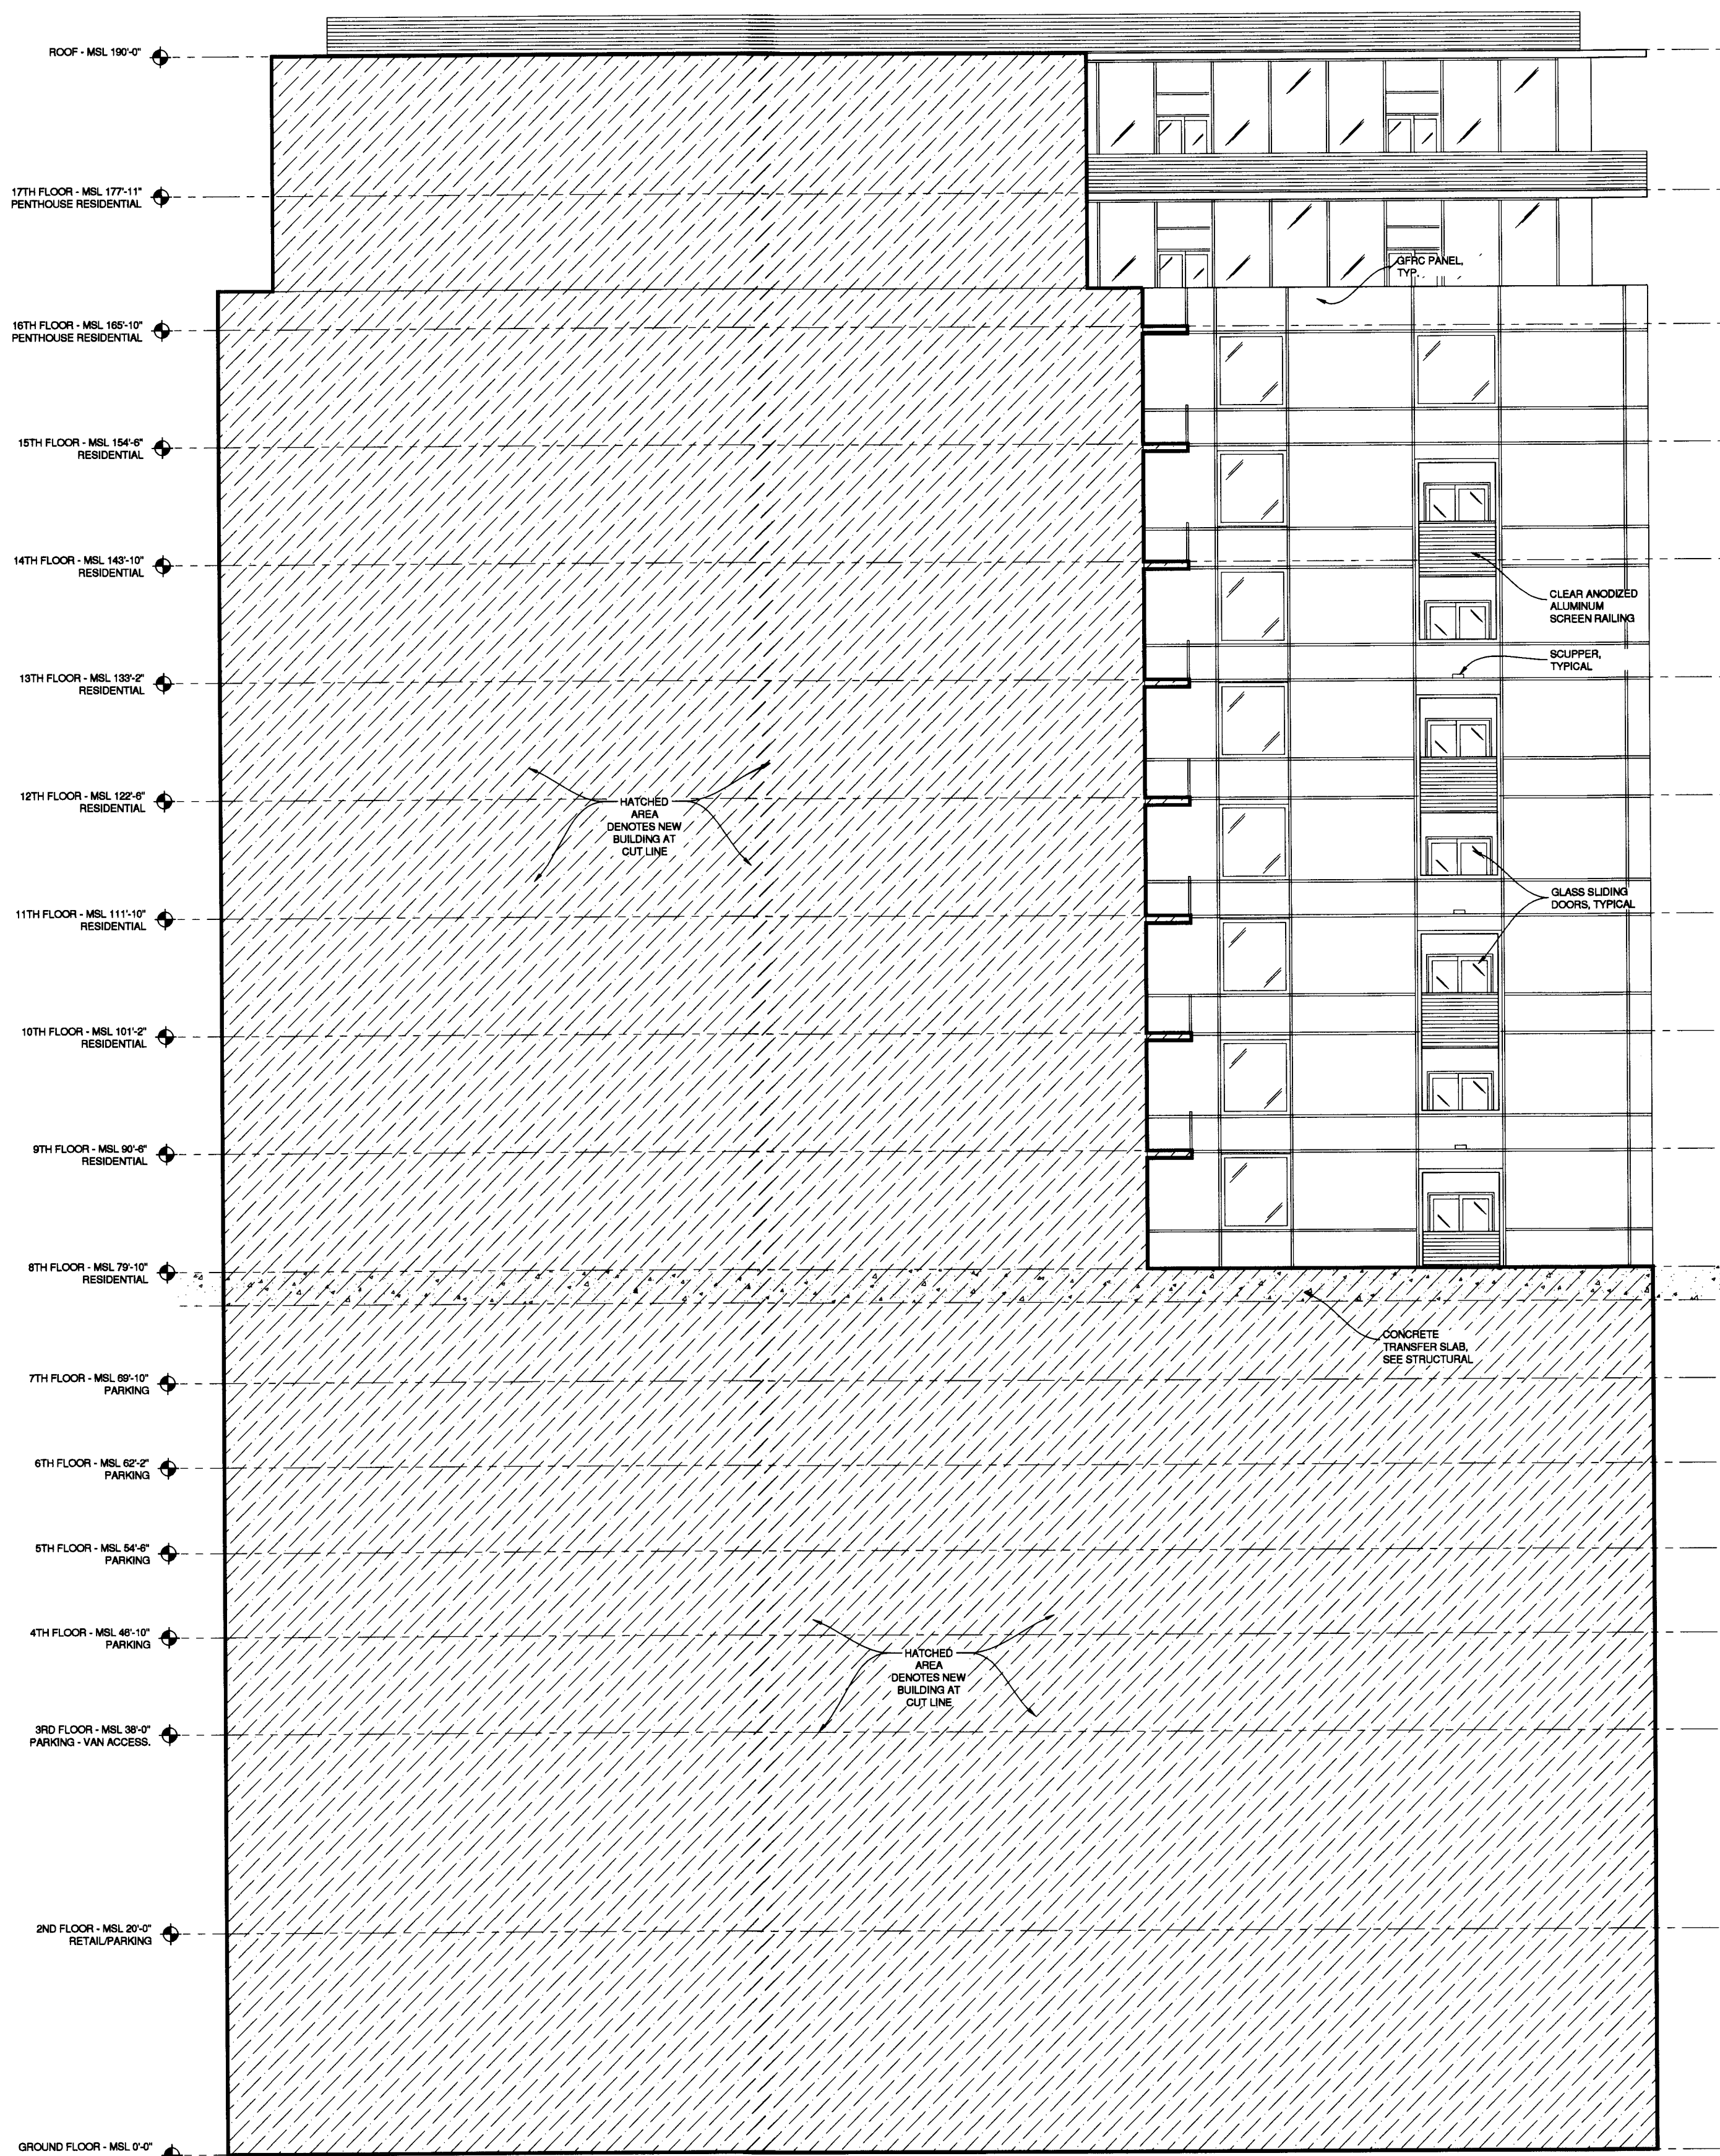 ROOF - MSL 190'-0"
17TH FLOOR - MSL 177'-11"
PENTHOUSE RESIDENTIAL
GFRC PANEL,
TYP.
16TH FLOOR - MSL 165'-10"
PENTHOUSE RESIDENTIAL
15TH FLOOR - MSL 154'-6"
RESIDENTIAL
14TH FLOOR - MSL 143'-10"
RESIDENTIAL
CLEAR ANODIZED
ALUMINUM
SCREEN RAILING
SCUPPER,
TYPICAL
13TH FLOOR - MSL 133'-2"
RESIDENTIAL
12TH FLOOR - MSL 122'-6"
RESIDENTIAL
HATCHED
AREA
DENOTES NEW
BUILDING AT
CUT LINE
GLASS SLIDING
DOORS, TYPICAL
11TH FLOOR - MSL 111'-10"
RESIDENTIAL
10TH FLOOR - MSL 101'-2"
RESIDENTIAL
9TH FLOOR - MSL 90'-6"
RESIDENTIAL
8TH FLOOR - MSL 79'-10"
RESIDENTIAL
CONCRETE
TRANSFER SLAB,
SEE STRUCTURAL
7TH FLOOR - MSL 69'-10"
PARKING
6TH FLOOR - MSL 62'-2"
PARKING
5TH FLOOR - MSL 54'-6"
PARKING
4TH FLOOR - MSL 46'-10"
PARKING
HATCHED
AREA
DENOTES NEW
BUILDING AT
CUT LINE
3RD FLOOR - MSL 38'-0"
PARKING - VAN ACCESS.
2ND FLOOR - MSL 20'-0"
RETAIL/PARKING
GROUND FLOOR - MSL 0'-0"